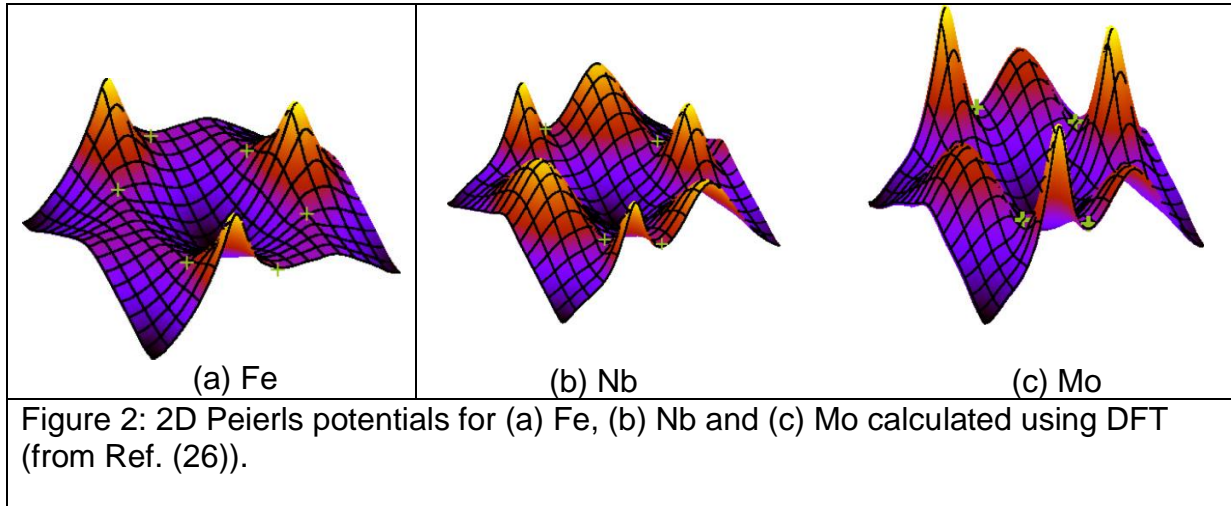 (a) Fe
(b) Nb
(c) Mo
Figure 2: 2D Peierls potentials for (a) Fe, (b) Nb and (c) Mo calculated using DFT
(from Ref. (26)).